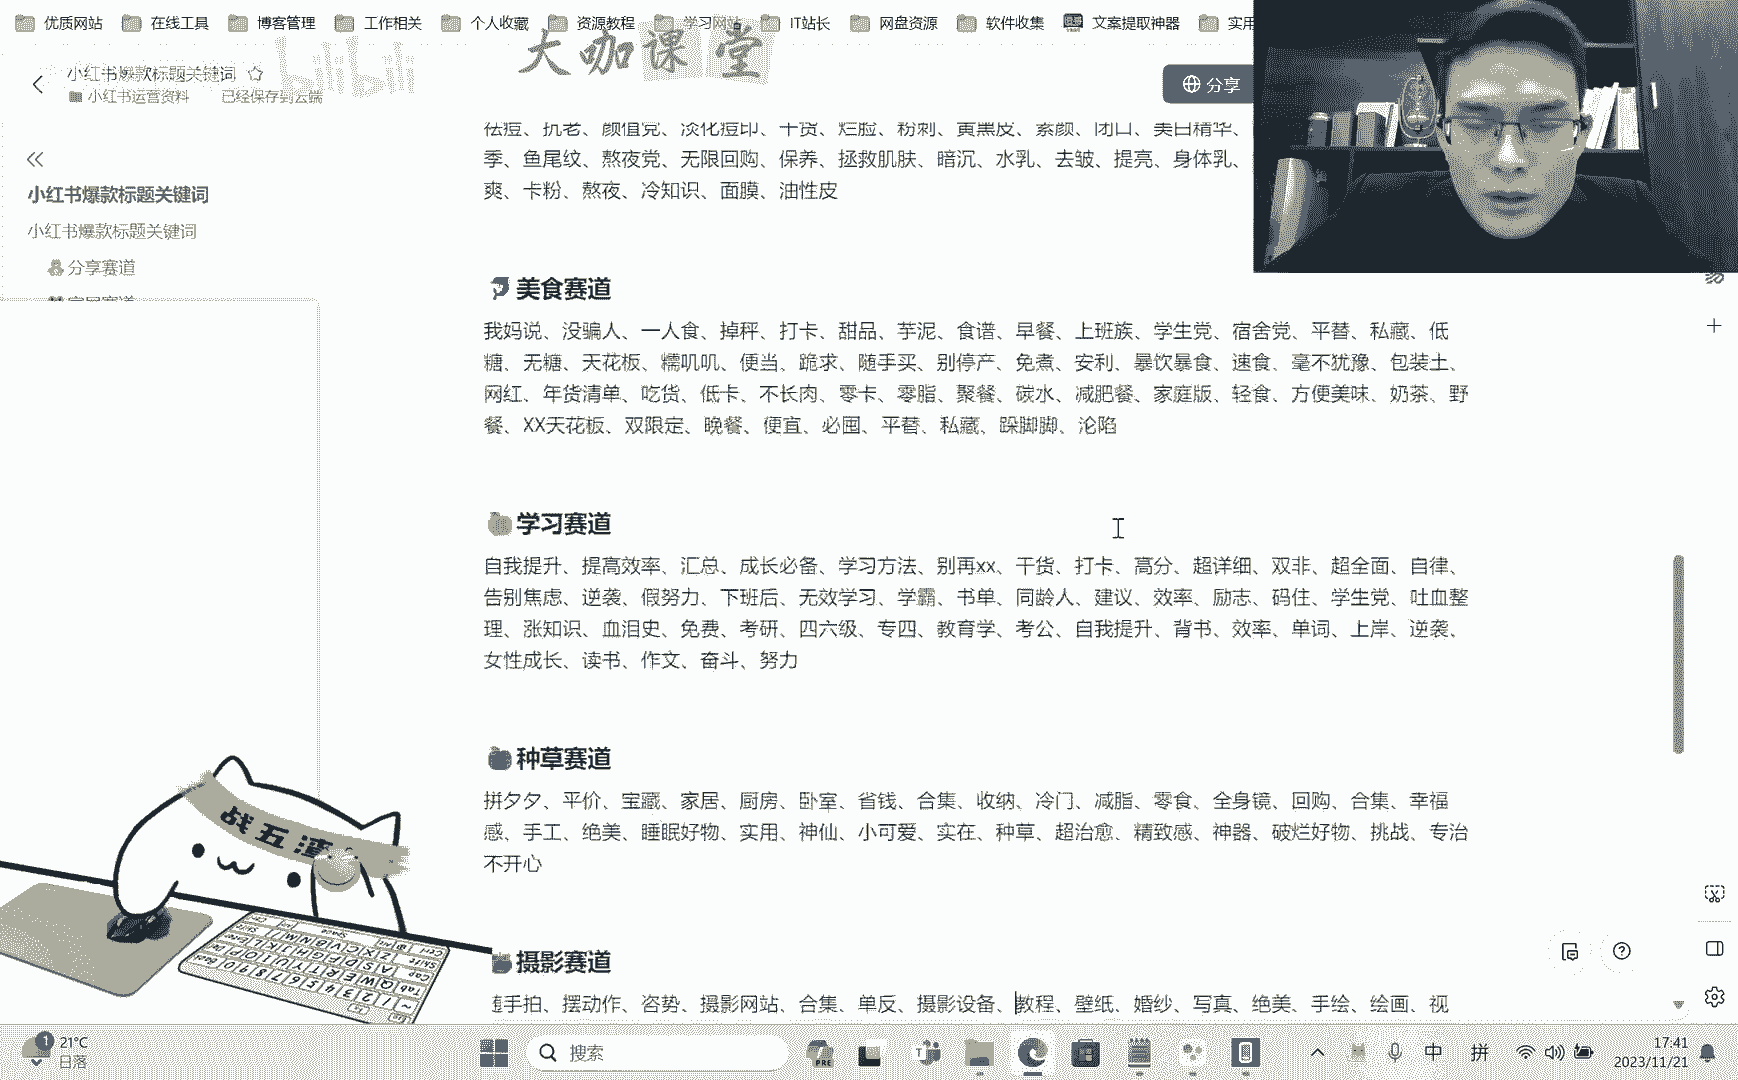 优质网站 在线工具 博客管理 工作相关 个人收藏 资源教程 学习网站 IT站长 网盘资源 软件收集 文案提取神器 实用
大咖课堂
bilibili
小红书爆款标题关键词
小红书运营资料 已经保存到云端
分享
小红书爆款标题关键词
小红书爆款标题关键词
分享赛道
祛痘、抗老、颜值党、淡化痘印、干货、烂脸、粉刺、黄黑皮、素颜、闭口、美白精华、
季、鱼尾纹、熬夜党、无限回购、保养、拯救肌肤、暗沉、水乳、去皱、提亮、身体乳、
爽、卡粉、熬夜、冷知识、面膜、油性皮
美食赛道
我妈说、没骗人、一人食、掉秤、打卡、甜品、芋泥、食谱、早餐、上班族、学生党、宿舍党、平替、私藏、低
糖、无糖、天花板、糯叽叽、便当、跪求、随手买、别停产、免煮、安利、暴饮暴食、速食、毫不犹豫、包装土、
网红、年货清单、吃货、低卡、不长肉、零卡、零脂、聚餐、碳水、减肥餐、家庭版、轻食、方便美味、奶茶、野
餐、XX天花板、双限定、晚餐、便宜、必囤、平替、私藏、跺脚脚、沦陷
学习赛道
自我提升、提高效率、汇总、成长必备、学习方法、别再xx、干货、打卡、高分、超详细、双非、超全面、自律、
告别焦虑、逆袭、假努力、下班后、无效学习、学霸、书单、同龄人、建议、效率、励志、码住、学生党、吐血整
理、涨知识、血泪史、免费、考研、四六级、专四、教育学、考公、自我提升、背书、效率、单词、上岸、逆袭、
女性成长、读书、作文、奋斗、努力
种草赛道
拼夕夕、平价、宝藏、家居、厨房、卧室、省钱、合集、收纳、冷门、减脂、零食、全身镜、回购、合集、幸福
感、手工、绝美、睡眠好物、实用、神仙、小可爱、实在、种草、超治愈、精致感、神器、破烂好物、挑战、专治
不开心
摄影赛道
随手拍、摆动作、姿势、摄影网站、合集、单反、摄影设备、教程、壁纸、婚纱、写真、绝美、手绘、绘画、视
战五渣
1 21°C
日落
搜索
PRE
中 拼
17:41
2023/11/21